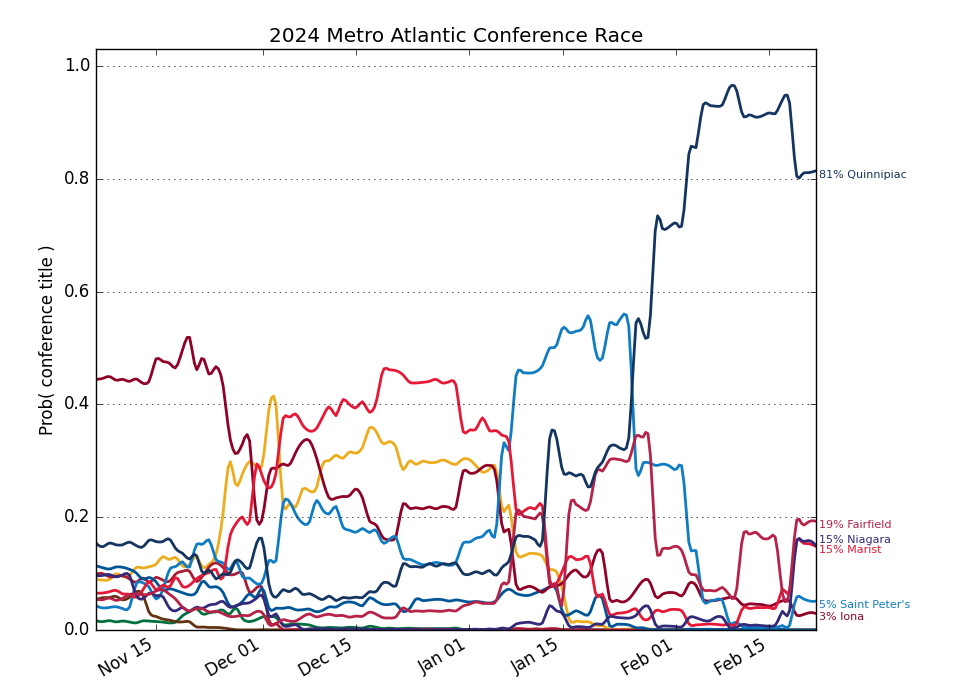 2024 Metro Atlantic Conference Race
Prob( conference title )
1.0
0.8
0.6
0.4
0.2
0.0
Nov 15
Dec 01
Dec 15
Jan 01
Jan 15
Feb 01
Feb 15
81% Quinnipiac
19% Fairfield
15% Niagara
15% Marist
5% Saint Peter's
3% Iona